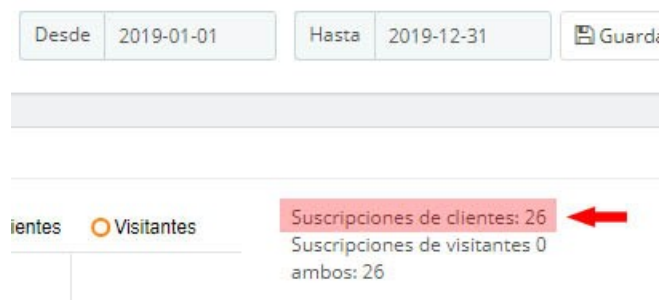 Desde 2019-01-01 Hasta 2019-12-31 Guarda
ientes Visitantes
Suscripciones de clientes: 26
Suscripciones de visitantes 0
ambos: 26